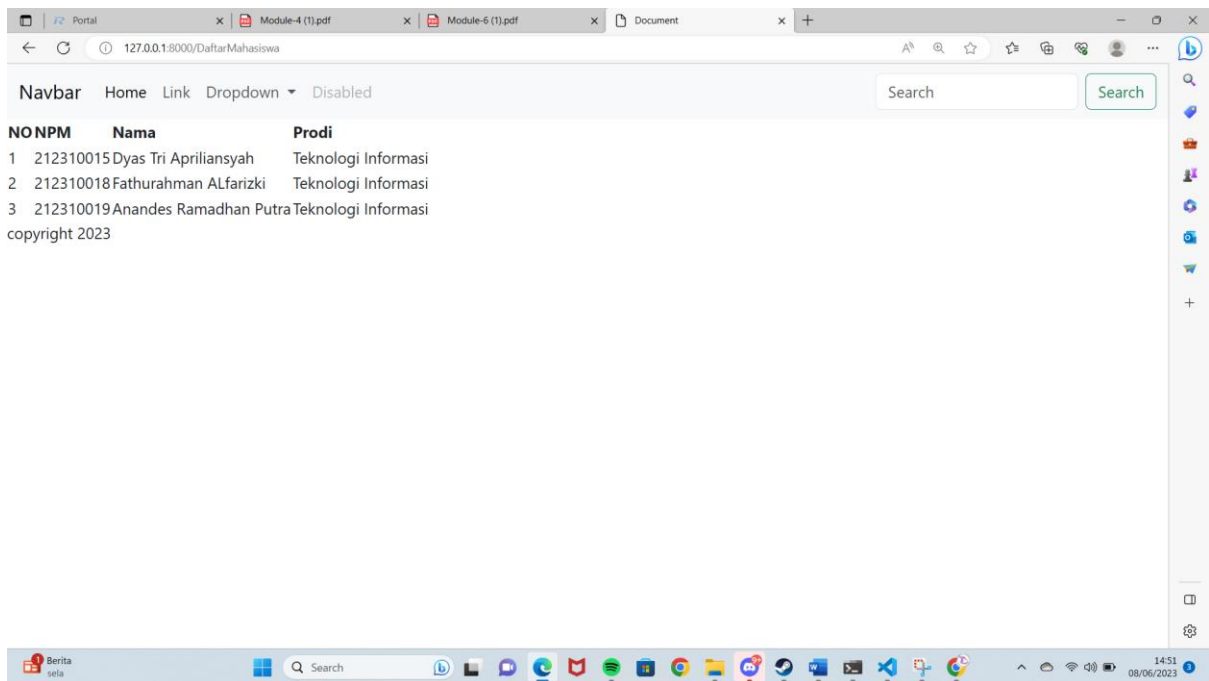 Portal
Module-4 (1).pdf
Module-6 (1).pdf
Document
127.0.0.1:8000/DaftarMahasiswa
Navbar Home Link Dropdown Disabled Search Search
NO NPM Nama Prodi
1 212310015 Dyas Tri Apriliansyah Teknologi Informasi
2 212310018 Fathurahman ALfarizki Teknologi Informasi
3 212310019 Anandes Ramadhan Putra Teknologi Informasi
copyright 2023
Berita
sela
Search
14:51
08/06/2023